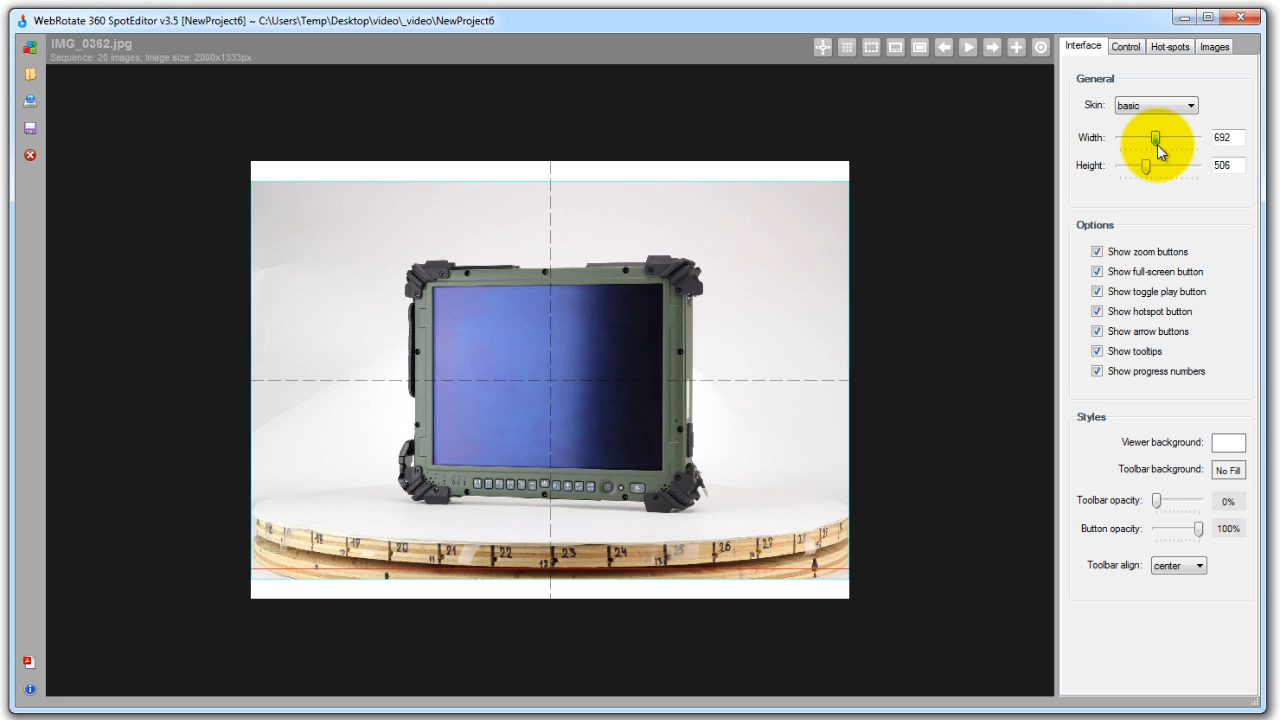 WebRotate 360 SpotEditor v3.5 [NewProject6] ~ C:\Users\Temp\Desktop\video\_video\NewProject6
IMG_0362.jpg
Sequence: 20 images; Image size: 2000x1333px
Interface Control Hot-spots Images
General
Skin: basic
Width: 692
Height: 506
Options
Show zoom buttons
Show full-screen button
Show toggle play button
Show hotspot button
Show arrow buttons
Show tooltips
Show progress numbers
Styles
Viewer background:
Toolbar background: No Fill
Toolbar opacity: 0%
Button opacity: 100%
Toolbar align: center
18 19 20 21 22 23 24 25 26 27